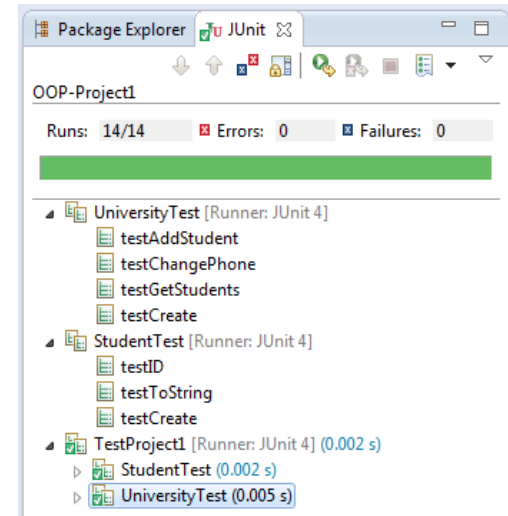 Package Explorer JUnit
OOP-Project1
Runs: 14/14 Errors: 0 Failures: 0
UniversityTest [Runner: JUnit 4]
testAddStudent
testChangePhone
testGetStudents
testCreate
StudentTest [Runner: JUnit 4]
testID
testToString
testCreate
TestProject1 [Runner: JUnit 4] (0.002 s)
StudentTest (0.002 s)
UniversityTest (0.005 s)